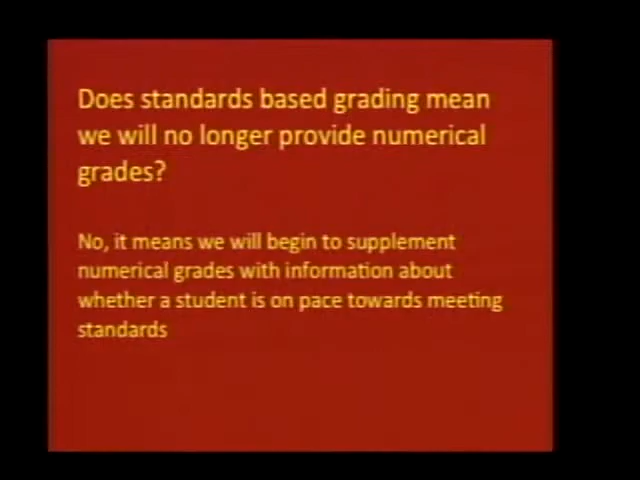 Does standards based grading mean
we will no longer provide numerical
grades?
No, it means we will begin to supplement
numerical grades with information about
whether a student is on pace towards meeting
standards